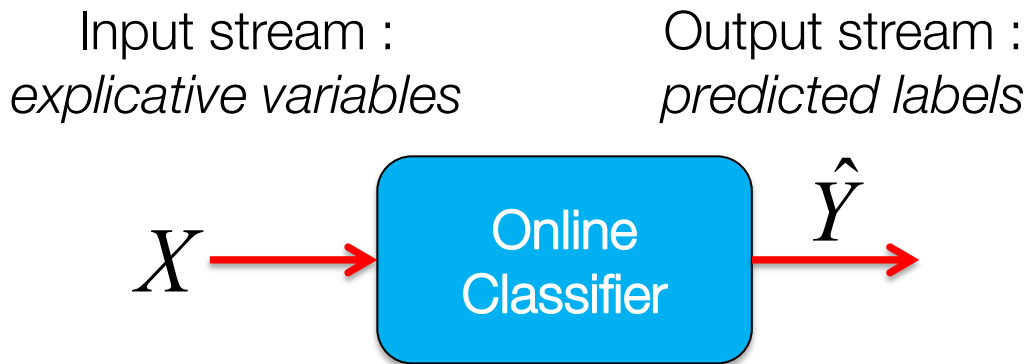 Input stream :
explicative variables
Output stream :
predicted labels
X
Online
Classifier
Ŷ